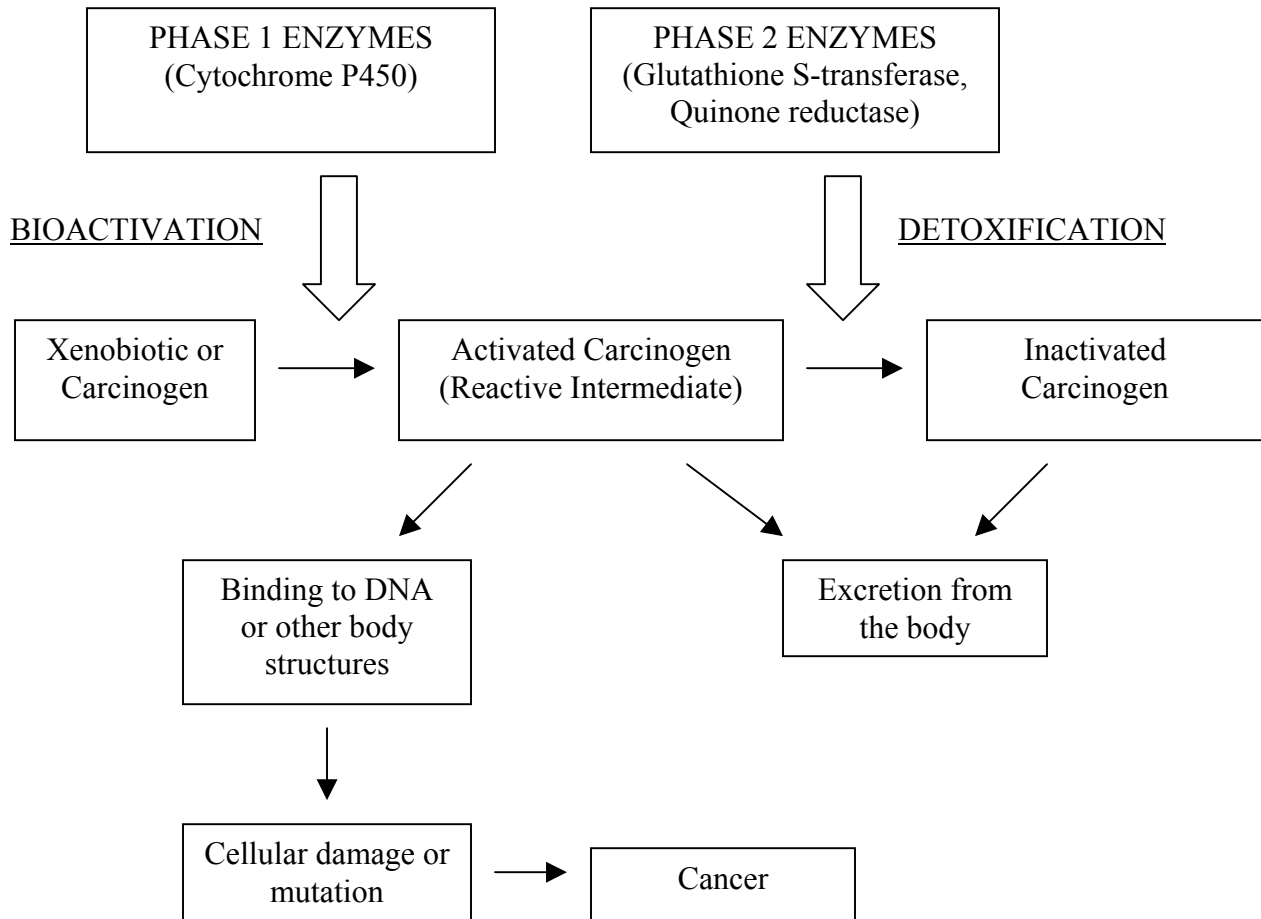 PHASE 1 ENZYMES
(Cytochrome P450)
PHASE 2 ENZYMES
(Glutathione S-transferase,
Quinone reductase)
BIOACTIVATION
DETOXIFICATION
Xenobiotic or
Carcinogen
Activated Carcinogen
(Reactive Intermediate)
Inactivated
Carcinogen
Binding to DNA
or other body
structures
Excretion from
the body
Cellular damage or
mutation
Cancer